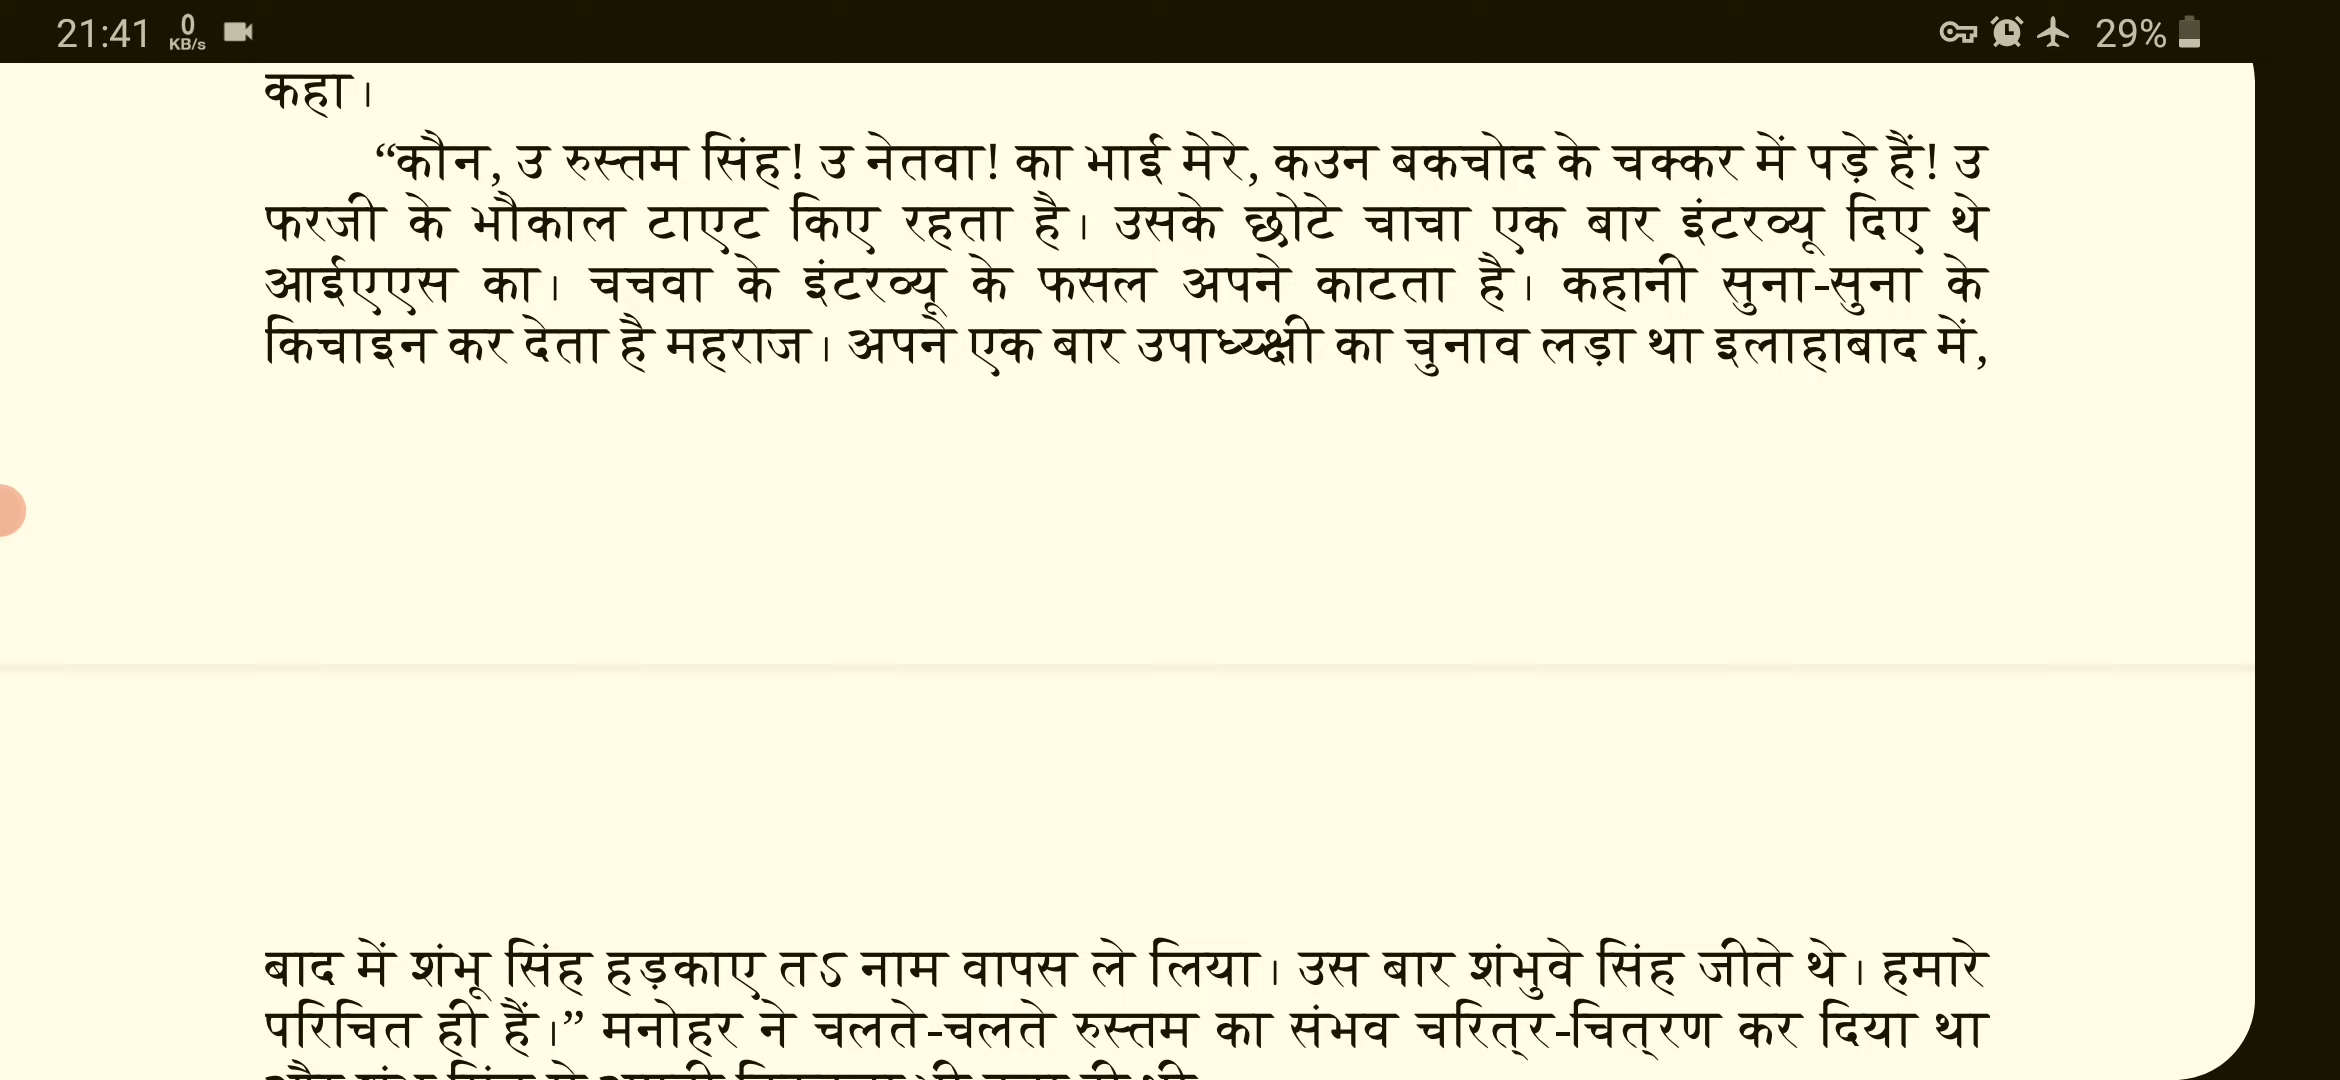 21:41 0 KB/s 29%
कहा।
“कौन, उ रुस्तम सिंह! उ नेतवा! का भाई मेरे, कउन बकचोद के चक्कर में पड़े हैं! उ
फरजी के भौकाल टाएट किए रहता है। उसके छोटे चाचा एक बार इंटरव्यू दिए थे
आईएएस का। चचवा के इंटरव्यू के फसल अपने काटता है। कहानी सुना-सुना के
किचाइन कर देता है महराज। अपने एक बार उपाध्य्क्षी का चुनाव लड़ा था इलाहाबाद में,
बाद में शंभू सिंह हड़काए तऽ नाम वापस ले लिया। उस बार शंभुवे सिंह जीते थे। हमारे
परिचित ही हैं।” मनोहर ने चलते-चलते रुस्तम का संभव चरित्र-चित्रण कर दिया था